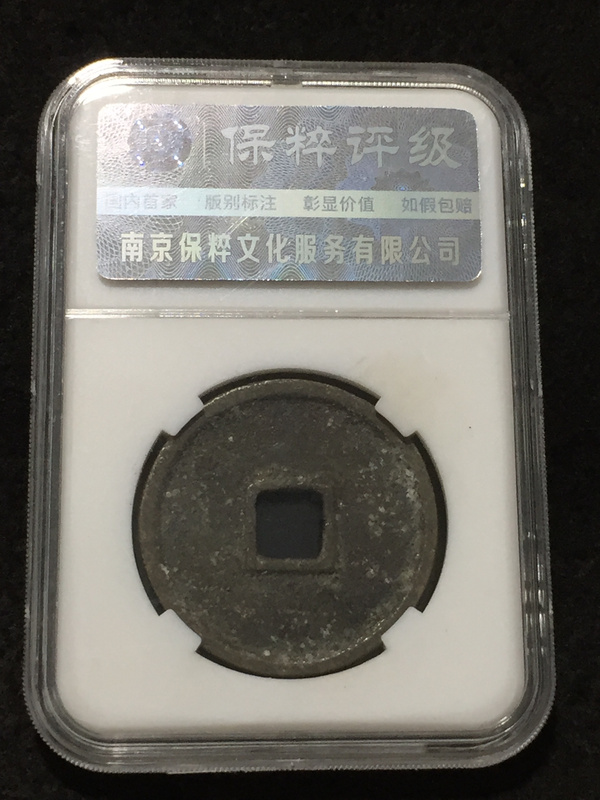 保粹评级
国内首家 版别标注 彰显价值 如假包赔
南京保粹文化服务有限公司